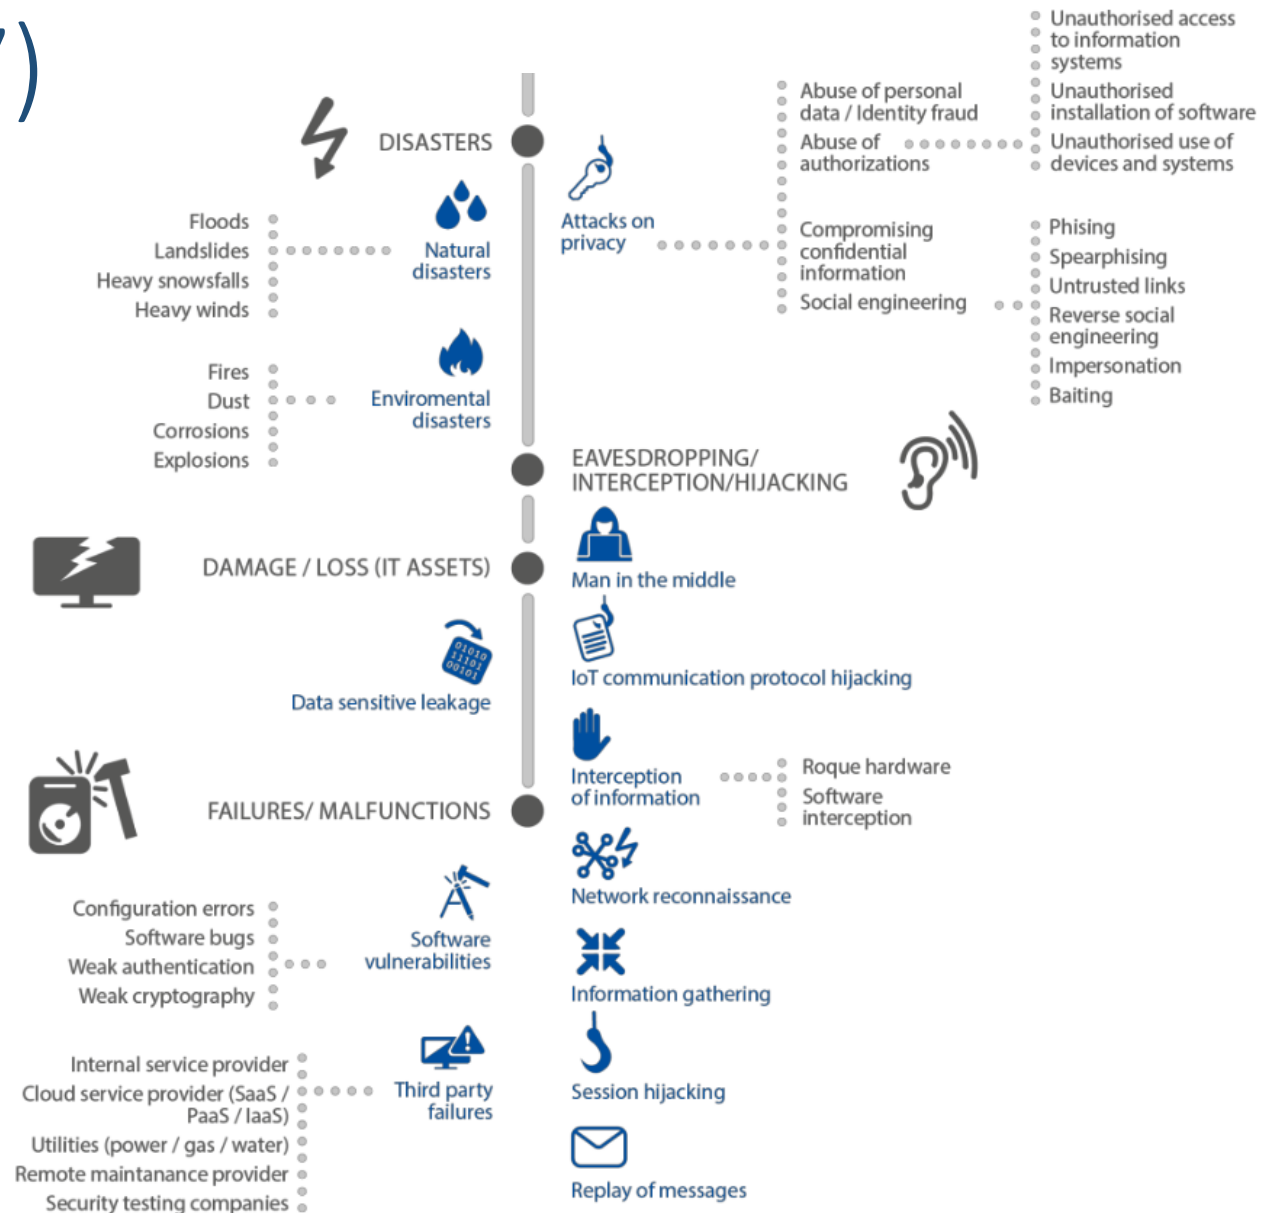 )
DISASTERS
Natural
disasters
Floods
Landslides
Heavy snowfalls
Heavy winds
Enviromental
disasters
Fires
Dust
Corrosions
Explosions
DAMAGE / LOSS (IT ASSETS)
Data sensitive leakage
FAILURES/ MALFUNCTIONS
Software
vulnerabilities
Configuration errors
Software bugs
Weak authentication
Weak cryptography
Third party
failures
Internal service provider
Cloud service provider (SaaS /
PaaS / IaaS)
Utilities (power / gas / water)
Remote maintanance provider
Security testing companies
Attacks on
privacy
Abuse of personal
data / Identity fraud
Abuse of
authorizations
Unauthorised access
to information
systems
Unauthorised
installation of software
Unauthorised use of
devices and systems
Compromising
confidential
information
Social engineering
Phising
Spearphising
Untrusted links
Reverse social
engineering
Impersonation
Baiting
EAVESDROPPING/
INTERCEPTION/HIJACKING
Man in the middle
IoT communication protocol hijacking
Interception
of information
Roque hardware
Software
interception
Network reconnaissance
Information gathering
Session hijacking
Replay of messages
01010
11101
00101